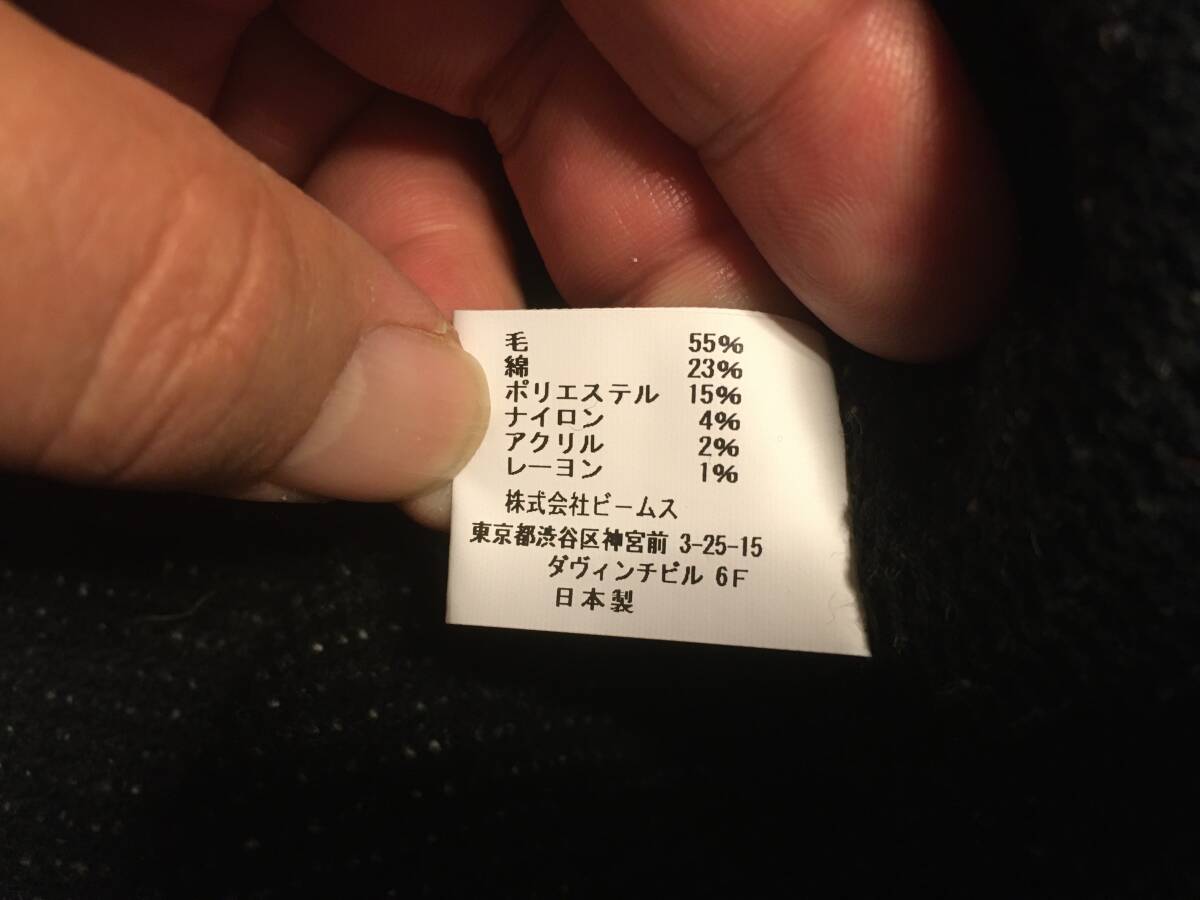 毛 55%
綿 23%
ポリエステル 15%
ナイロン 4%
アクリル 2%
レーヨン 1%
株式会社ビームス
東京都渋谷区神宮前 3-25-15
ダヴィンチビル 6F
日本製